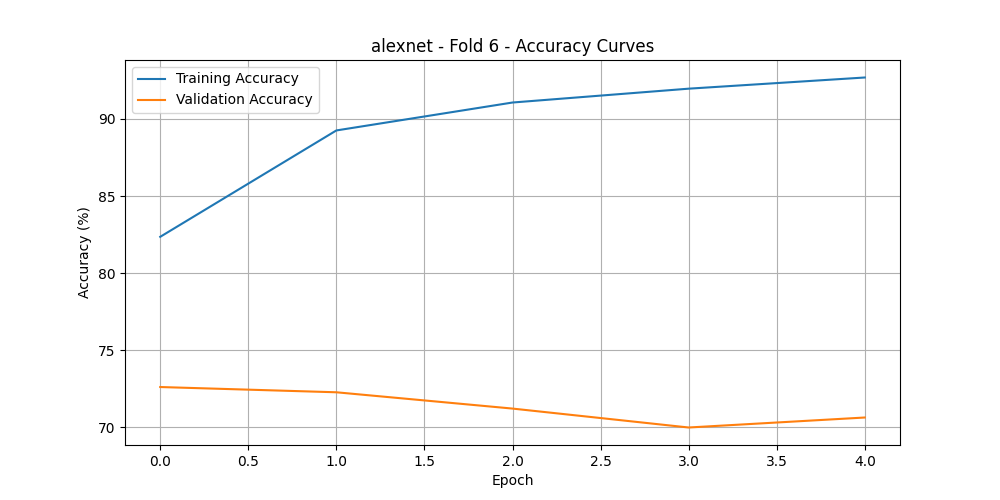 alexnet - Fold 6 - Accuracy Curves
Training Accuracy
Validation Accuracy
Accuracy (%)
90
85
80
75
70
0.0 0.5 1.0 1.5 2.0 2.5 3.0 3.5 4.0
Epoch